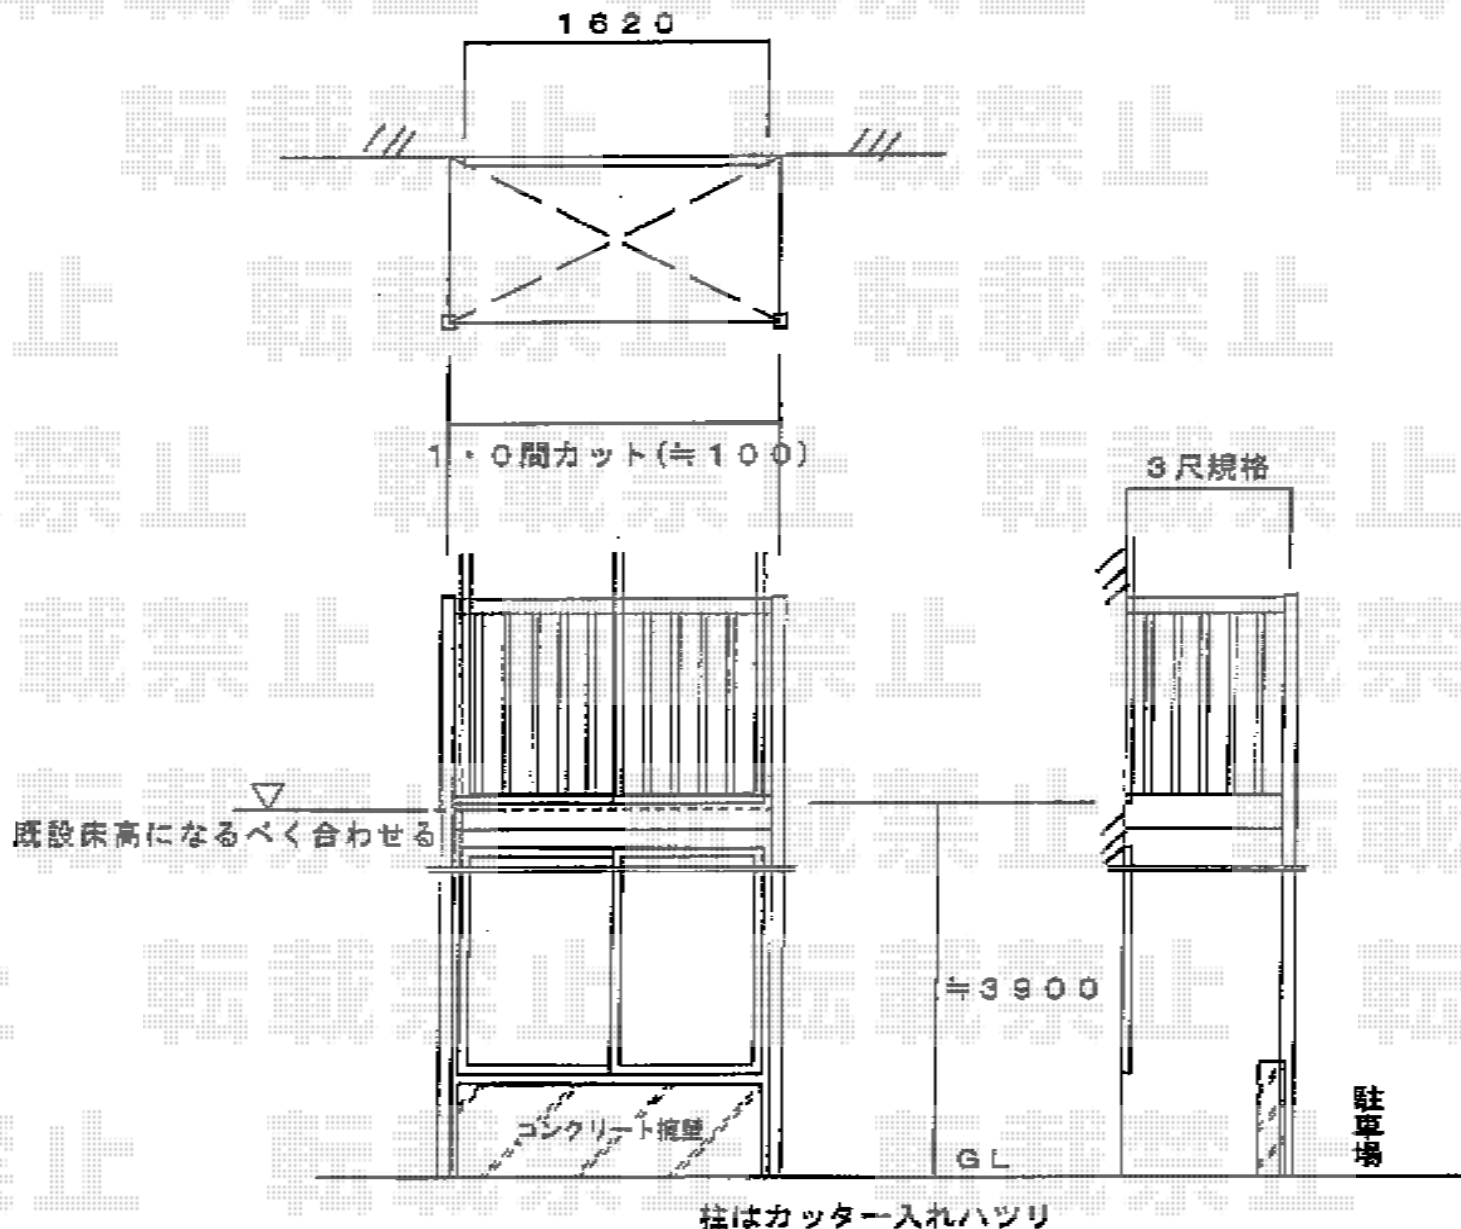 1620
1・0間カット(≒100)
3尺規格
既設床高になるべく合わせる
≒3900
コンクリート擁壁
GL
駐車場
柱はカッター入れハツリ
転載禁止